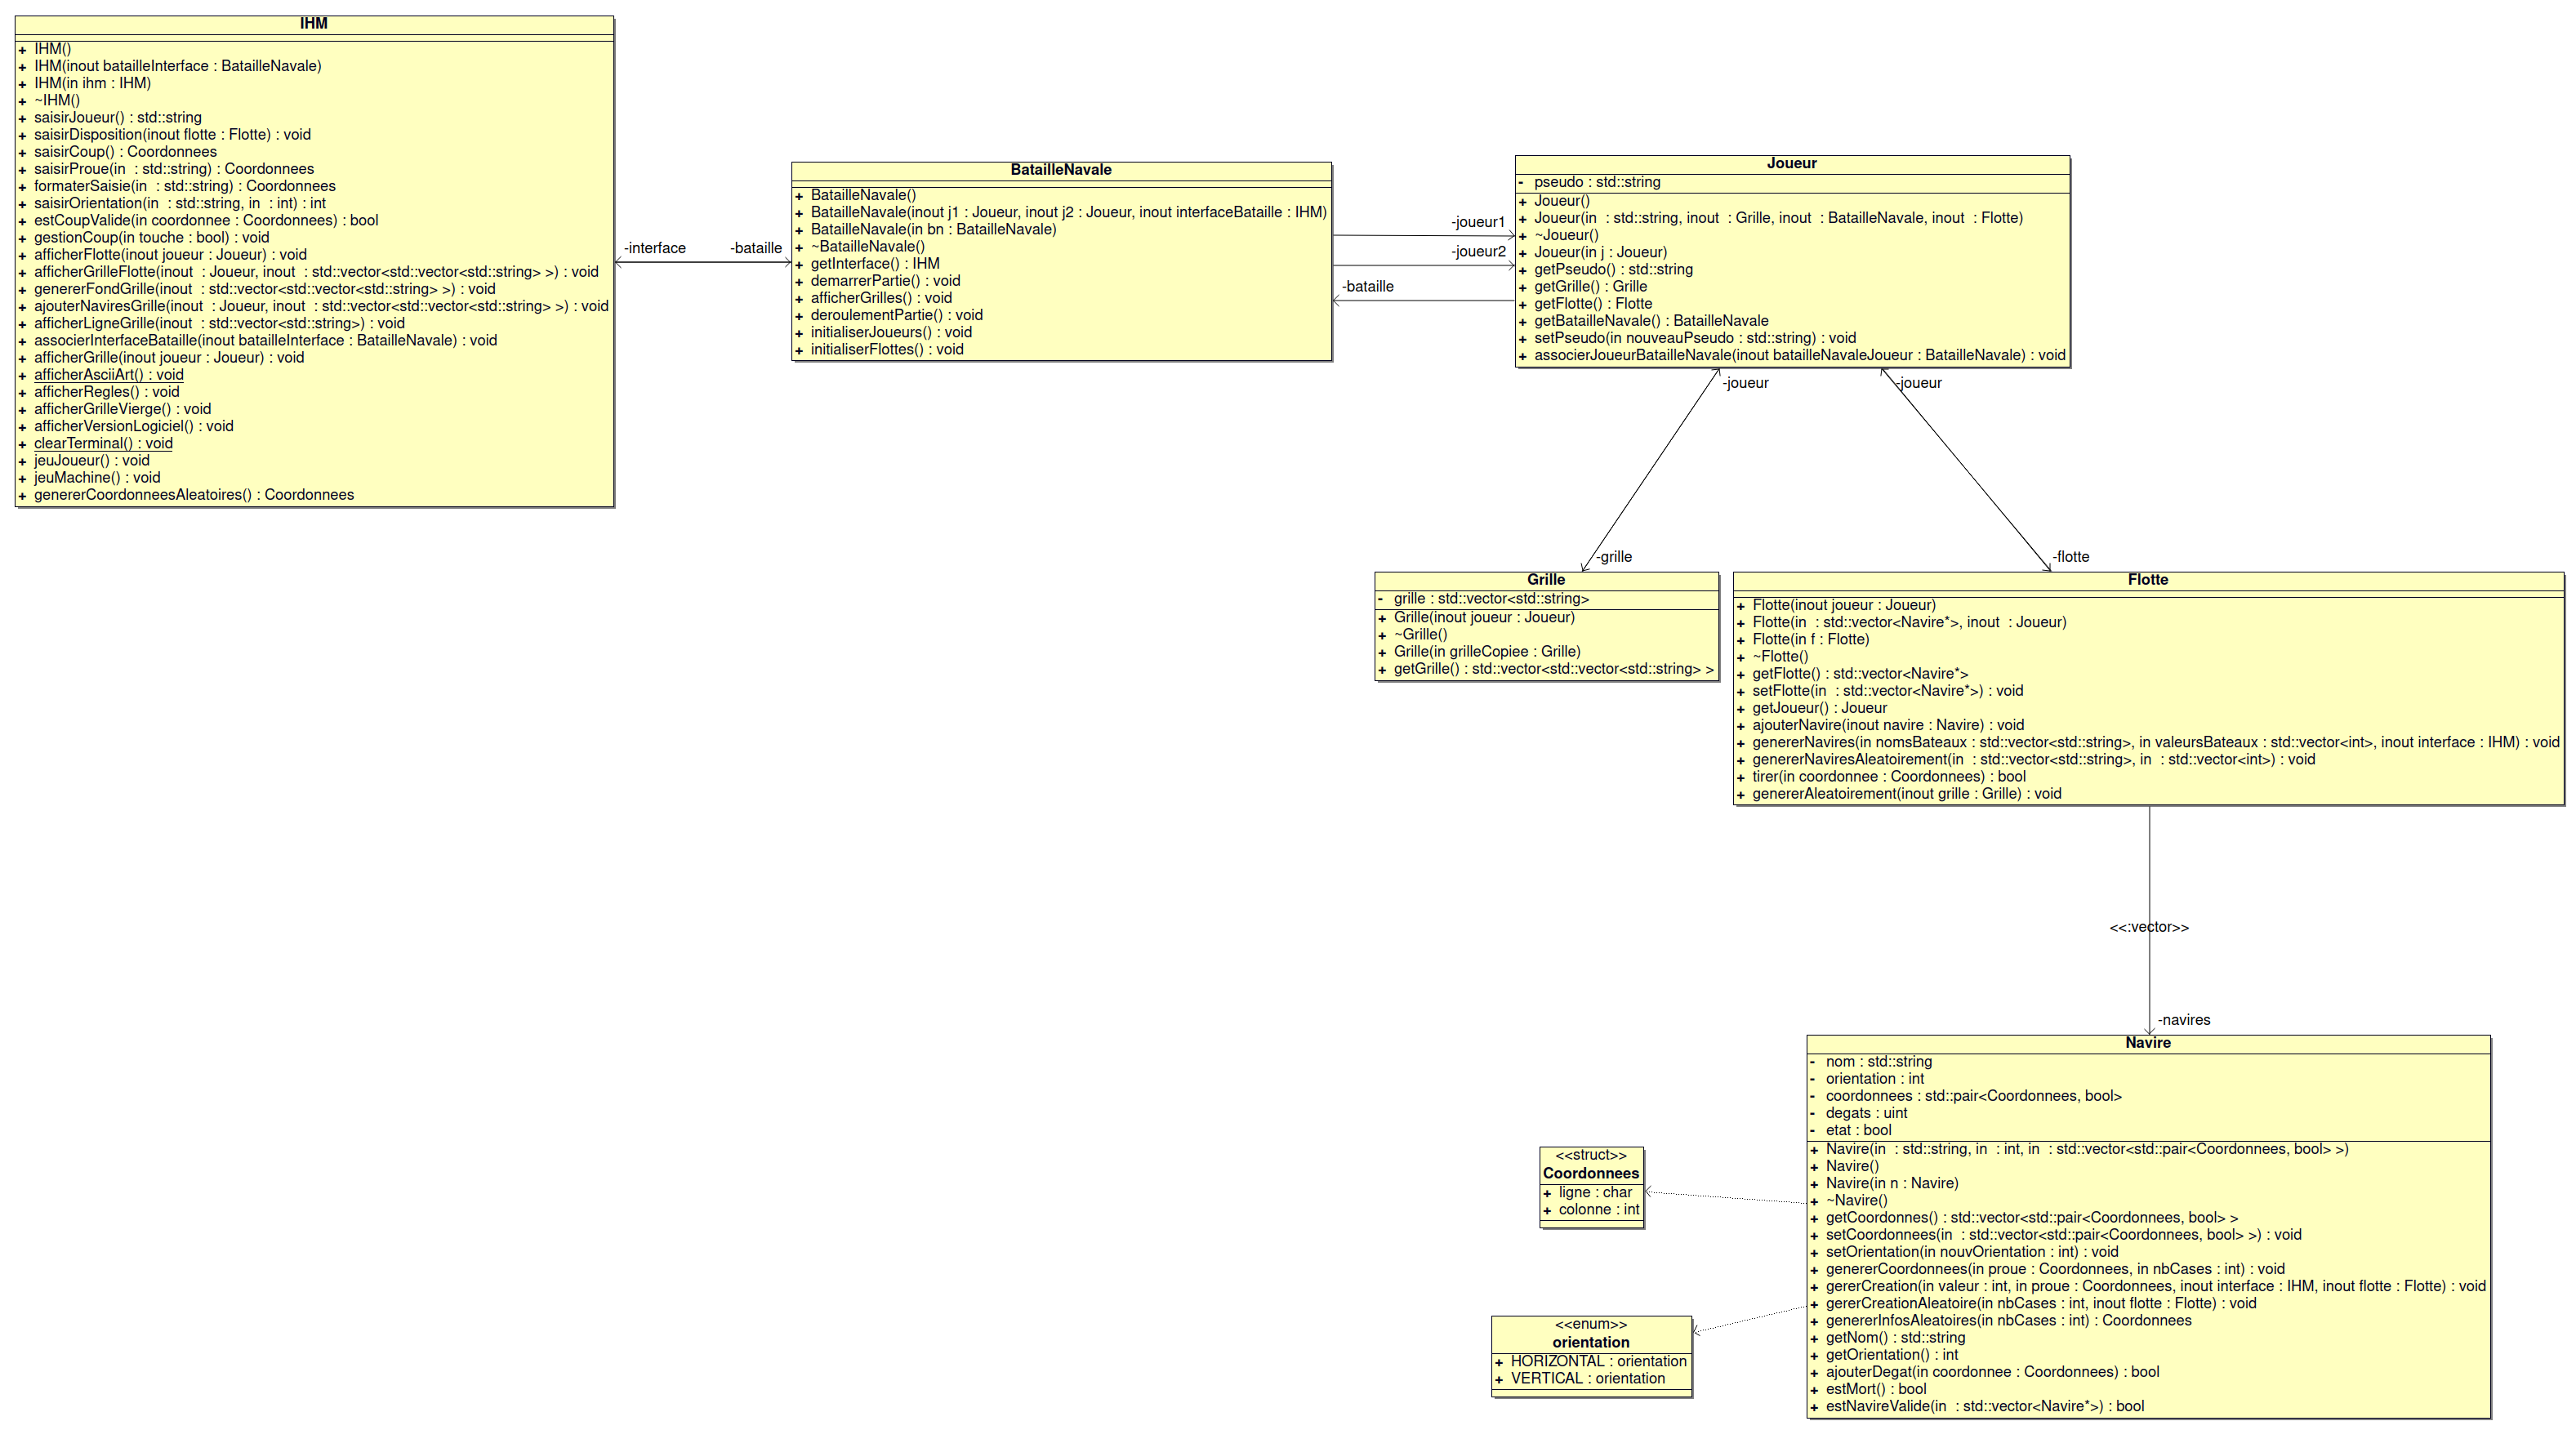 IHM
+ IHM()
+ IHM(inout batailleInterface : BatailleNavale)
+ IHM(in ihm : IHM)
+ ~IHM()
+ saisirJoueur() : std::string
+ saisirDisposition(inout flotte : Flotte) : void
+ saisirCoup() : Coordonnees
+ saisirProue(in  : std::string) : Coordonnees
+ formaterSaisie(in  : std::string) : Coordonnees
+ saisirOrientation(in  : std::string, in  : int) : int
+ estCoupValide(in coordonnee : Coordonnees) : bool
+ gestionCoup(in touche : bool) : void
+ afficherFlotte(inout joueur : Joueur) : void
+ afficherGrilleFlotte(inout  : Joueur, inout  : std::vector<std::vector<std::string> >) : void
+ genererFondGrille(inout  : std::vector<std::vector<std::string> >) : void
+ ajouterNaviresGrille(inout  : Joueur, inout  : std::vector<std::vector<std::string> >) : void
+ afficherLigneGrille(inout  : std::vector<std::string>) : void
+ associerInterfaceBataille(inout batailleInterface : BatailleNavale) : void
+ afficherGrille(inout joueur : Joueur) : void
+ afficherAsciiArt() : void
+ afficherRegles() : void
+ afficherGrilleVierge() : void
+ afficherVersionLogiciel() : void
+ clearTerminal() : void
+ jeuJoueur() : void
+ jeuMachine() : void
+ genererCoordonneesAleatoires() : Coordonnees
-interface
-bataille
BatailleNavale
+ BatailleNavale()
+ BatailleNavale(inout j1 : Joueur, inout j2 : Joueur, inout interfaceBataille : IHM)
+ BatailleNavale(in bn : BatailleNavale)
+ ~BatailleNavale()
+ getInterface() : IHM
+ demarrerPartie() : void
+ afficherGrilles() : void
+ deroulementPartie() : void
+ initialiserJoueurs() : void
+ initialiserFlottes() : void
-joueur1
-joueur2
-bataille
Joueur
- pseudo : std::string
+ Joueur()
+ Joueur(in  : std::string, inout  : Grille, inout  : BatailleNavale, inout  : Flotte)
+ ~Joueur()
+ Joueur(in j : Joueur)
+ getPseudo() : std::string
+ getGrille() : Grille
+ getFlotte() : Flotte
+ getBatailleNavale() : BatailleNavale
+ setPseudo(in nouveauPseudo : std::string) : void
+ associerJoueurBatailleNavale(inout batailleNavaleJoueur : BatailleNavale) : void
-joueur
-joueur
-grille
-flotte
Grille
- grille : std::vector<std::string>
+ Grille(inout joueur : Joueur)
+ ~Grille()
+ Grille(in grilleCopiee : Grille)
+ getGrille() : std::vector<std::vector<std::string> >
Flotte
+ Flotte(inout joueur : Joueur)
+ Flotte(in  : std::vector<Navire*>, inout  : Joueur)
+ Flotte(in f : Flotte)
+ ~Flotte()
+ getFlotte() : std::vector<Navire*>
+ setFlotte(in  : std::vector<Navire*>) : void
+ getJoueur() : Joueur
+ ajouterNavire(inout navire : Navire) : void
+ genererNavires(in nomsBateaux : std::vector<std::string>, in valeursBateaux : std::vector<int>, inout interface : IHM) : void
+ genererNaviresAleatoirement(in  : std::vector<std::string>, in  : std::vector<int>) : void
+ tirer(in coordonnee : Coordonnees) : bool
+ genererAleatoirement(inout grille : Grille) : void
<<:vector>>
-navires
Navire
- nom : std::string
- orientation : int
- coordonnees : std::pair<Coordonnees, bool>
- degats : uint
- etat : bool
+ Navire(in  : std::string, in  : int, in  : std::vector<std::pair<Coordonnees, bool> >)
+ Navire()
+ Navire(in n : Navire)
+ ~Navire()
+ getCoordonnes() : std::vector<std::pair<Coordonnees, bool> >
+ setCoordonnees(in  : std::vector<std::pair<Coordonnees, bool> >) : void
+ setOrientation(in nouvOrientation : int) : void
+ genererCoordonnees(in proue : Coordonnees, in nbCases : int) : void
+ gererCreation(in valeur : int, in proue : Coordonnees, inout interface : IHM, inout flotte : Flotte) : void
+ gererCreationAleatoire(in nbCases : int, inout flotte : Flotte) : void
+ genererInfosAleatoires(in nbCases : int) : Coordonnees
+ getNom() : std::string
+ getOrientation() : int
+ ajouterDegat(in coordonnee : Coordonnees) : bool
+ estMort() : bool
+ estNavireValide(in  : std::vector<Navire*>) : bool
<<struct>>
Coordonnees
+ ligne : char
+ colonne : int
<<enum>>
orientation
+ HORIZONTAL : orientation
+ VERTICAL : orientation